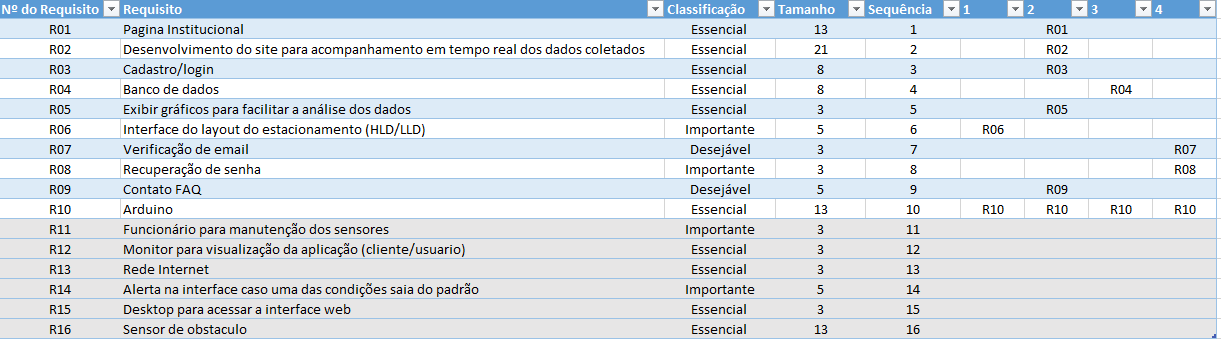 Nº do Requisito Requisito Classificação Tamanho Sequência 1 2 3 4
R01 Pagina Institucional Essencial 13 1 R01
R02 Desenvolvimento do site para acompanhamento em tempo real dos dados coletados Essencial 21 2 R02
R03 Cadastro/login Essencial 8 3 R03
R04 Banco de dados Essencial 8 4 R04
R05 Exibir gráficos para facilitar a análise dos dados Essencial 3 5 R05
R06 Interface do layout do estacionamento (HLD/LLD) Importante 5 6 R06
R07 Verificação de email Desejável 3 7 R07
R08 Recuperação de senha Importante 3 8 R08
R09 Contato FAQ Desejável 5 9 R09
R10 Arduino Essencial 13 10 R10 R10 R10 R10
R11 Funcionário para manutenção dos sensores Importante 3 11
R12 Monitor para visualização da aplicação (cliente/usuario) Essencial 3 12
R13 Rede Internet Essencial 3 13
R14 Alerta na interface caso uma das condições saia do padrão Importante 5 14
R15 Desktop para acessar a interface web Essencial 3 15
R16 Sensor de obstaculo Essencial 13 16